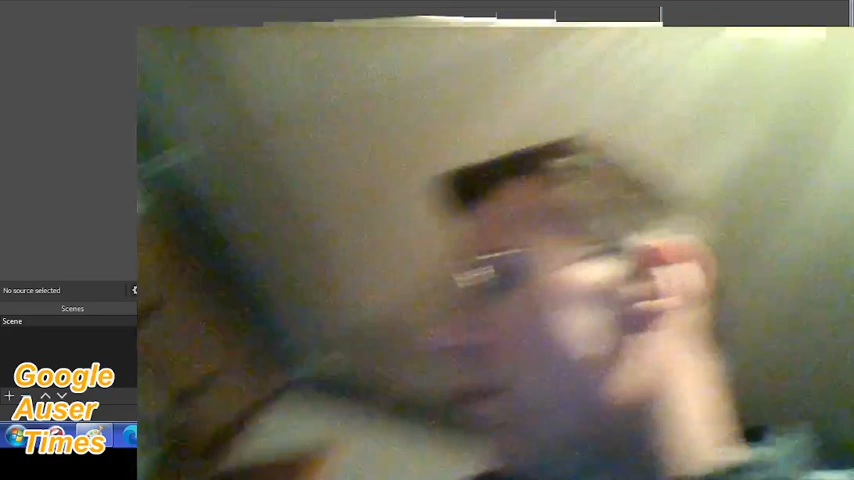 No source selected
Scenes
Scene
Google
Auser
Times